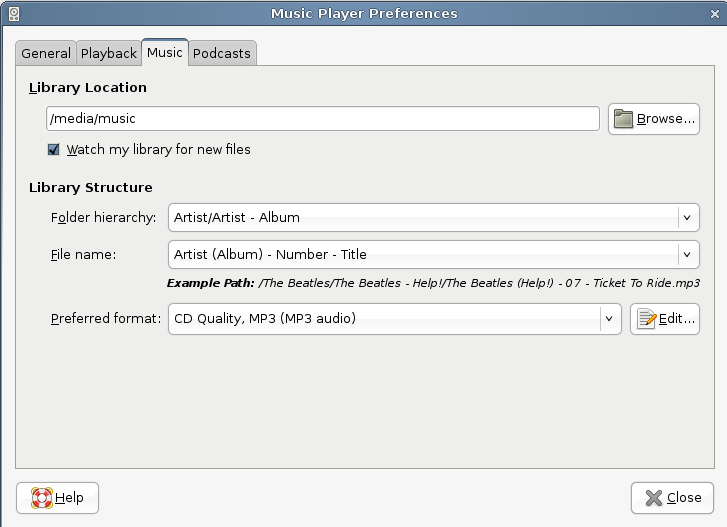 Music Player Preferences
General Playback Music Podcasts
Library Location
/media/music Browse...
Watch my library for new files
Library Structure
Folder hierarchy: Artist/Artist - Album
File name: Artist (Album) - Number - Title
Example Path: /The Beatles/The Beatles - Help!/The Beatles (Help!) - 07 - Ticket To Ride.mp3
Preferred format: CD Quality, MP3 (MP3 audio) Edit...
Help Close